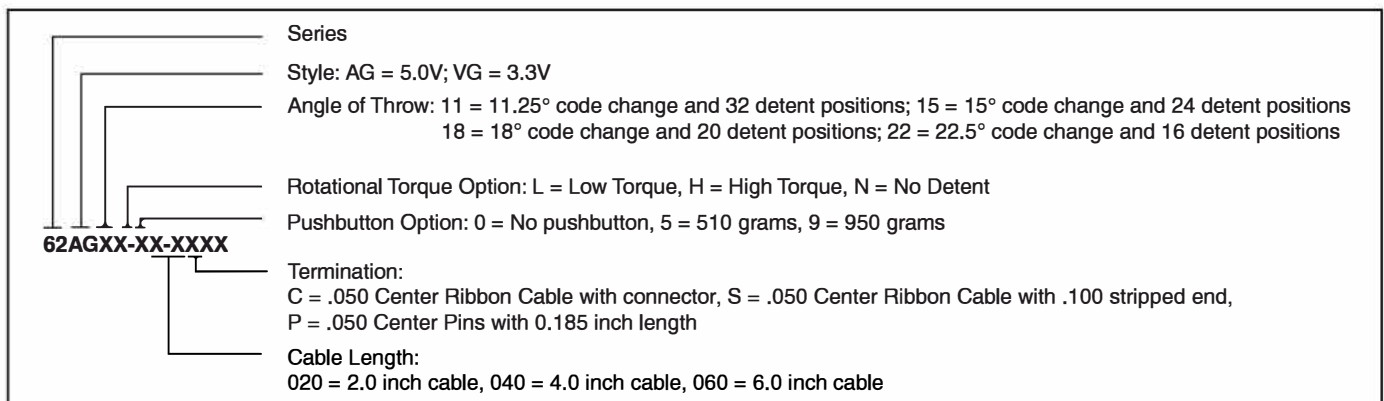 Series
Style: AG = 5.0V; VG = 3.3V
Angle of Throw: 11 = 11.25° code change and 32 detent positions; 15 = 15° code change and 24 detent positions
18 = 18° code change and 20 detent positions; 22 = 22.5° code change and 16 detent positions
Rotational Torque Option: L = Low Torque, H = High Torque, N = No Detent
Pushbutton Option: 0 = No pushbutton, 5 = 510 grams, 9 = 950 grams
62AGXX-XX-XXXX
Termination:
C = .050 Center Ribbon Cable with connector, S = .050 Center Ribbon Cable with .100 stripped end,
P = .050 Center Pins with 0.185 inch length
Cable Length:
020 = 2.0 inch cable, 040 = 4.0 inch cable, 060 = 6.0 inch cable